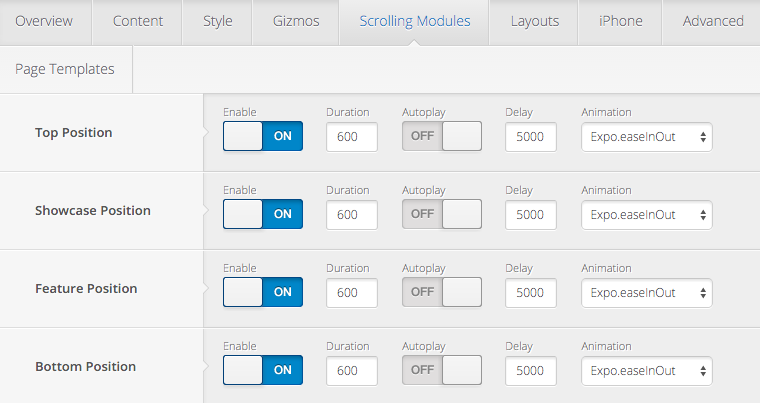 Overview Content Style Gizmos Scrolling Modules Layouts iPhone Advanced
Page Templates
Enable Duration Autoplay Delay Animation
Top Position ON 600 OFF 5000 Expo.easeInOut
Enable Duration Autoplay Delay Animation
Showcase Position ON 600 OFF 5000 Expo.easeInOut
Enable Duration Autoplay Delay Animation
Feature Position ON 600 OFF 5000 Expo.easeInOut
Enable Duration Autoplay Delay Animation
Bottom Position ON 600 OFF 5000 Expo.easeInOut